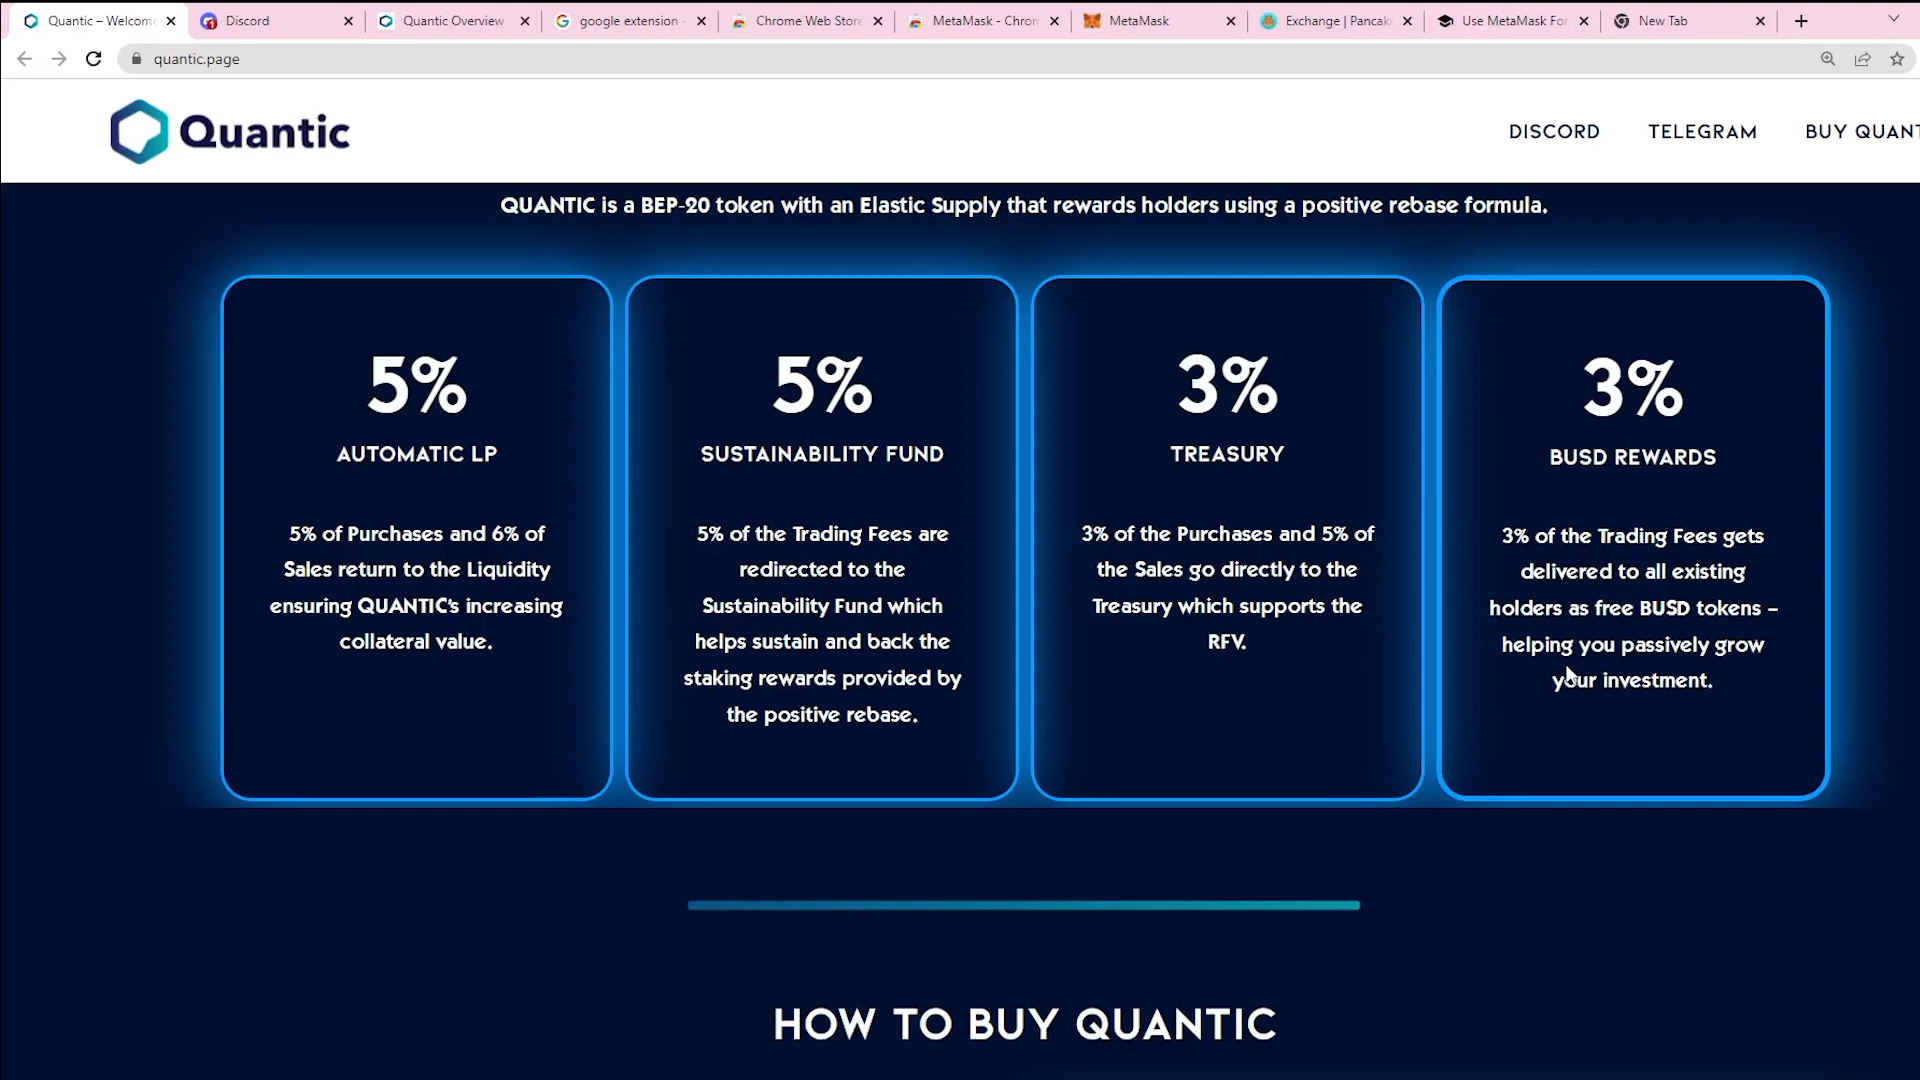 Quantic – Welcom
Discord
Quantic Overview
google extension -
Chrome Web Store
MetaMask - Chrom
MetaMask
Exchange | Pancak
Use MetaMask For
New Tab
quantic.page
Quantic
DISCORD
TELEGRAM
BUY QUANT
QUANTIC is a BEP-20 token with an Elastic Supply that rewards holders using a positive rebase formula.
5%
AUTOMATIC LP
5% of Purchases and 6% of
Sales return to the Liquidity
ensuring QUANTIC's increasing
collateral value.
5%
SUSTAINABILITY FUND
5% of the Trading Fees are
redirected to the
Sustainability Fund which
helps sustain and back the
staking rewards provided by
the positive rebase.
3%
TREASURY
3% of the Purchases and 5% of
the Sales go directly to the
Treasury which supports the
RFV.
3%
BUSD REWARDS
3% of the Trading Fees gets
delivered to all existing
holders as free BUSD tokens –
helping you passively grow
your investment.
HOW TO BUY QUANTIC